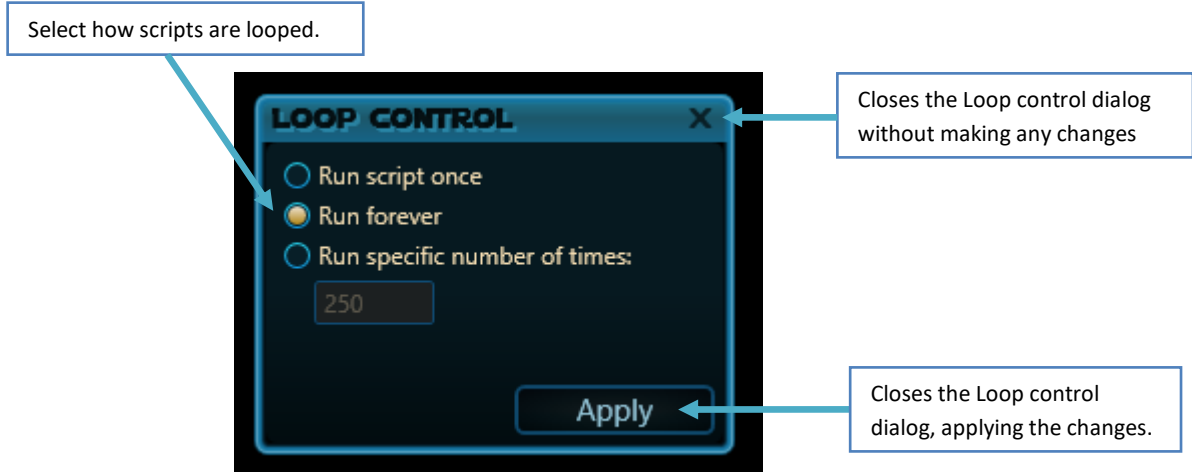 Select how scripts are looped.
LOOP CONTROL X
Closes the Loop control dialog
without making any changes
Run script once
Run forever
Run specific number of times:
250
Apply
Closes the Loop control
dialog, applying the changes.